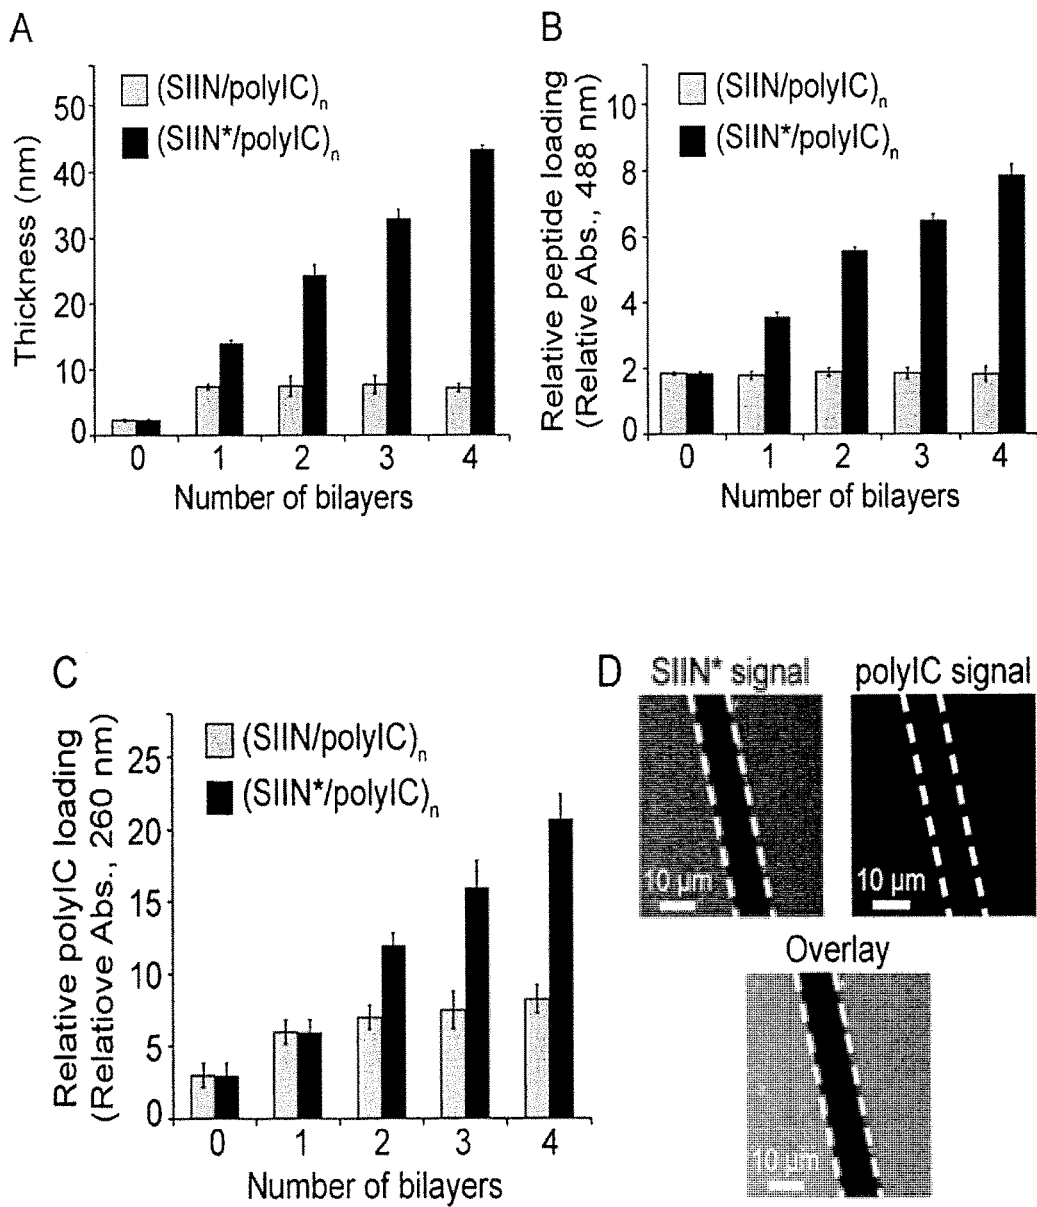 A
Thickness (nm)
50
40
30
20
10
0
(SIIN/polyIC)n
(SIIN*/polyIC)n
0 1 2 3 4
Number of bilayers
B
Relative peptide loading
(Relative Abs., 488 nm)
10
8
6
4
2
0
(SIIN/polyIC)n
(SIIN*/polyIC)n
0 1 2 3 4
Number of bilayers
C
Relative polyIC loading
(Relatiove Abs., 260 nm)
25
20
15
10
5
0
(SIIN/polyIC)n
(SIIN*/polyIC)n
0 1 2 3 4
Number of bilayers
D
SIIN* signal
10 µm
polyIC signal
10 µm
Overlay
10 µm